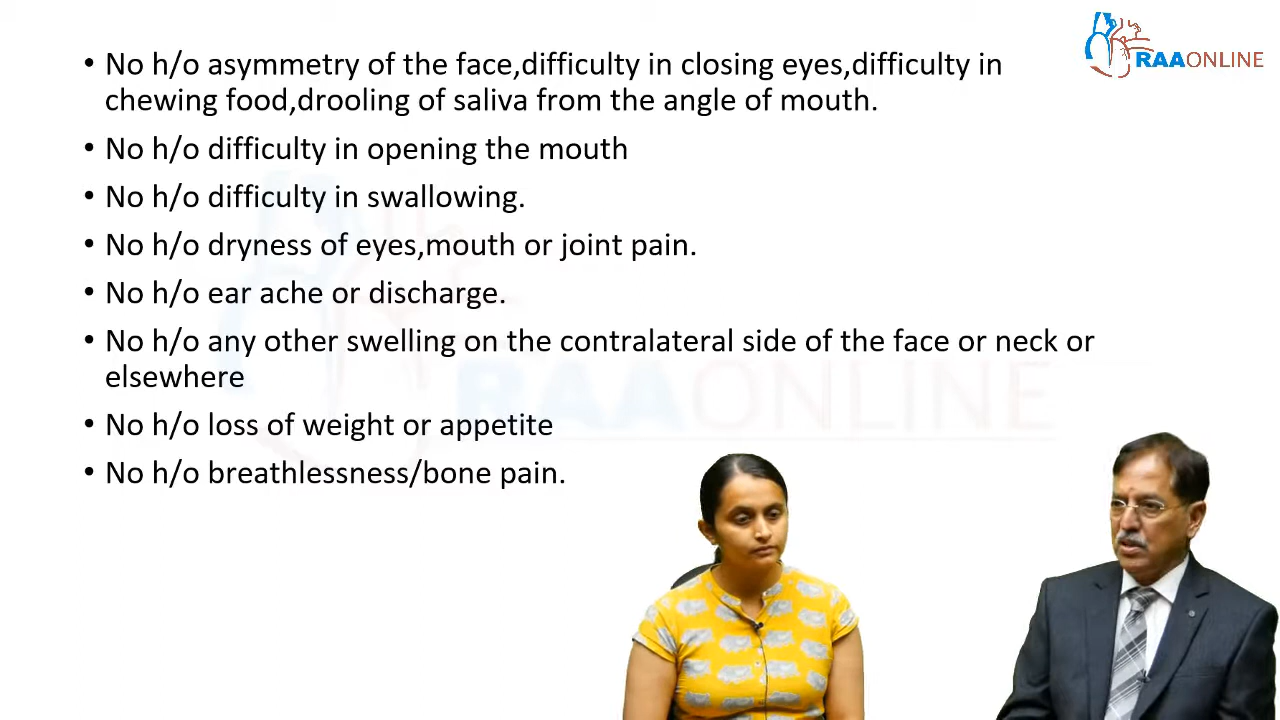 RAAONLINE
• No h/o asymmetry of the face,difficulty in closing eyes,difficulty in
chewing food,drooling of saliva from the angle of mouth.
• No h/o difficulty in opening the mouth
• No h/o difficulty in swallowing.
• No h/o dryness of eyes,mouth or joint pain.
• No h/o ear ache or discharge.
• No h/o any other swelling on the contralateral side of the face or neck or
elsewhere
RAAONLINE
• No h/o loss of weight or appetite
• No h/o breathlessness/bone pain.